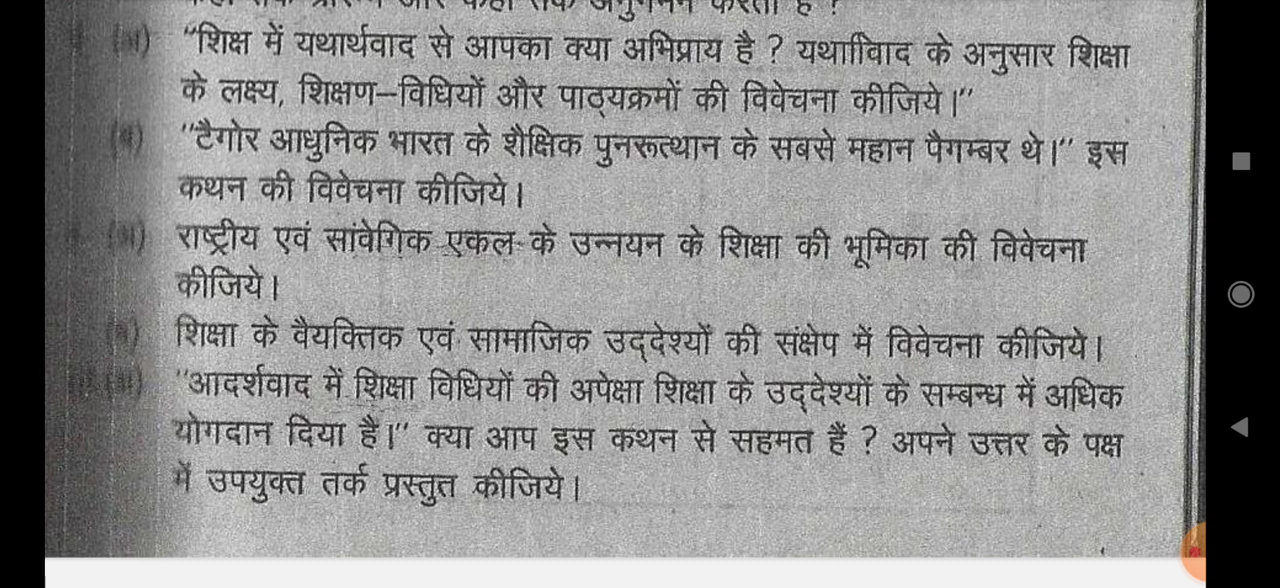 "शिक्ष में यथार्थवाद से आपका क्या अभिप्राय है ? यथार्ाविाद के अनुसार शिक्षा
के लक्ष्य, शिक्षण–विधियों और पाठ्यक्रमों की विवेचना कीजिये।"
"टैगोर आधुनिक भारत के शैक्षिक पुनरूत्थान के सबसे महान पैगम्बर थे।" इस
कथन की विवेचना कीजिये।
राष्ट्रीय एवं सांवेगिक एकल के उन्नयन के शिक्षा की भूमिका की विवेचना
कीजिये।
शिक्षा के वैयक्तिक एवं सामाजिक उद्देश्यों की संक्षेप में विवेचना कीजिये।
"आदर्शवाद में शिक्षा विधियों की अपेक्षा शिक्षा के उद्देश्यों के सम्बन्ध में अधिक
योगदान दिया है।" क्या आप इस कथन से सहमत हैं ? अपने उत्तर के पक्ष
में उपयुक्त तर्क प्रस्तुत कीजिये।